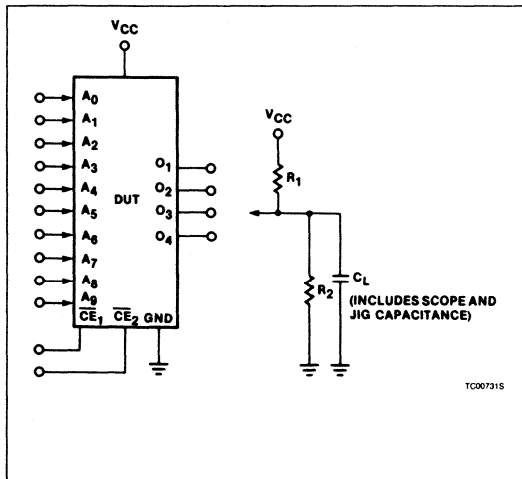 VCC
A0
A1
A2
A3
A4
A5
A6
A7
A8
A9
DUT
O1
O2
O3
O4
CE1 CE2 GND
VCC
R1
R2
CL
(INCLUDES SCOPE AND
JIG CAPACITANCE)
TC00731S